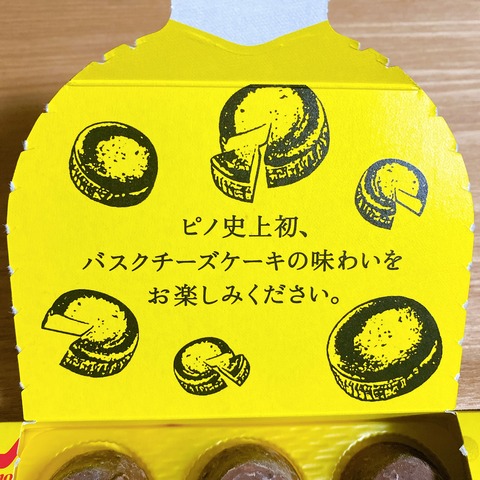 ピノ史上初、
バスクチーズケーキの味わいを
お楽しみください。